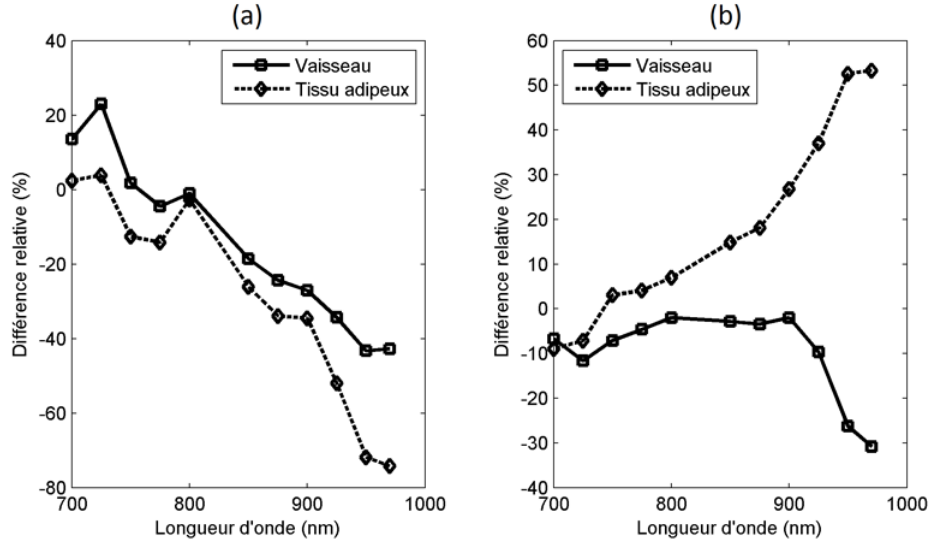 (a)
40
20
0
-20
-40
-60
-80
700
800
900
1000
Différence relative (%)
Longueur d'onde (nm)
Vaisseau
Tissu adipeux
(b)
60
50
40
30
20
10
0
-10
-20
-30
-40
700
800
900
1000
Différence relative (%)
Longueur d'onde (nm)
Vaisseau
Tissu adipeux